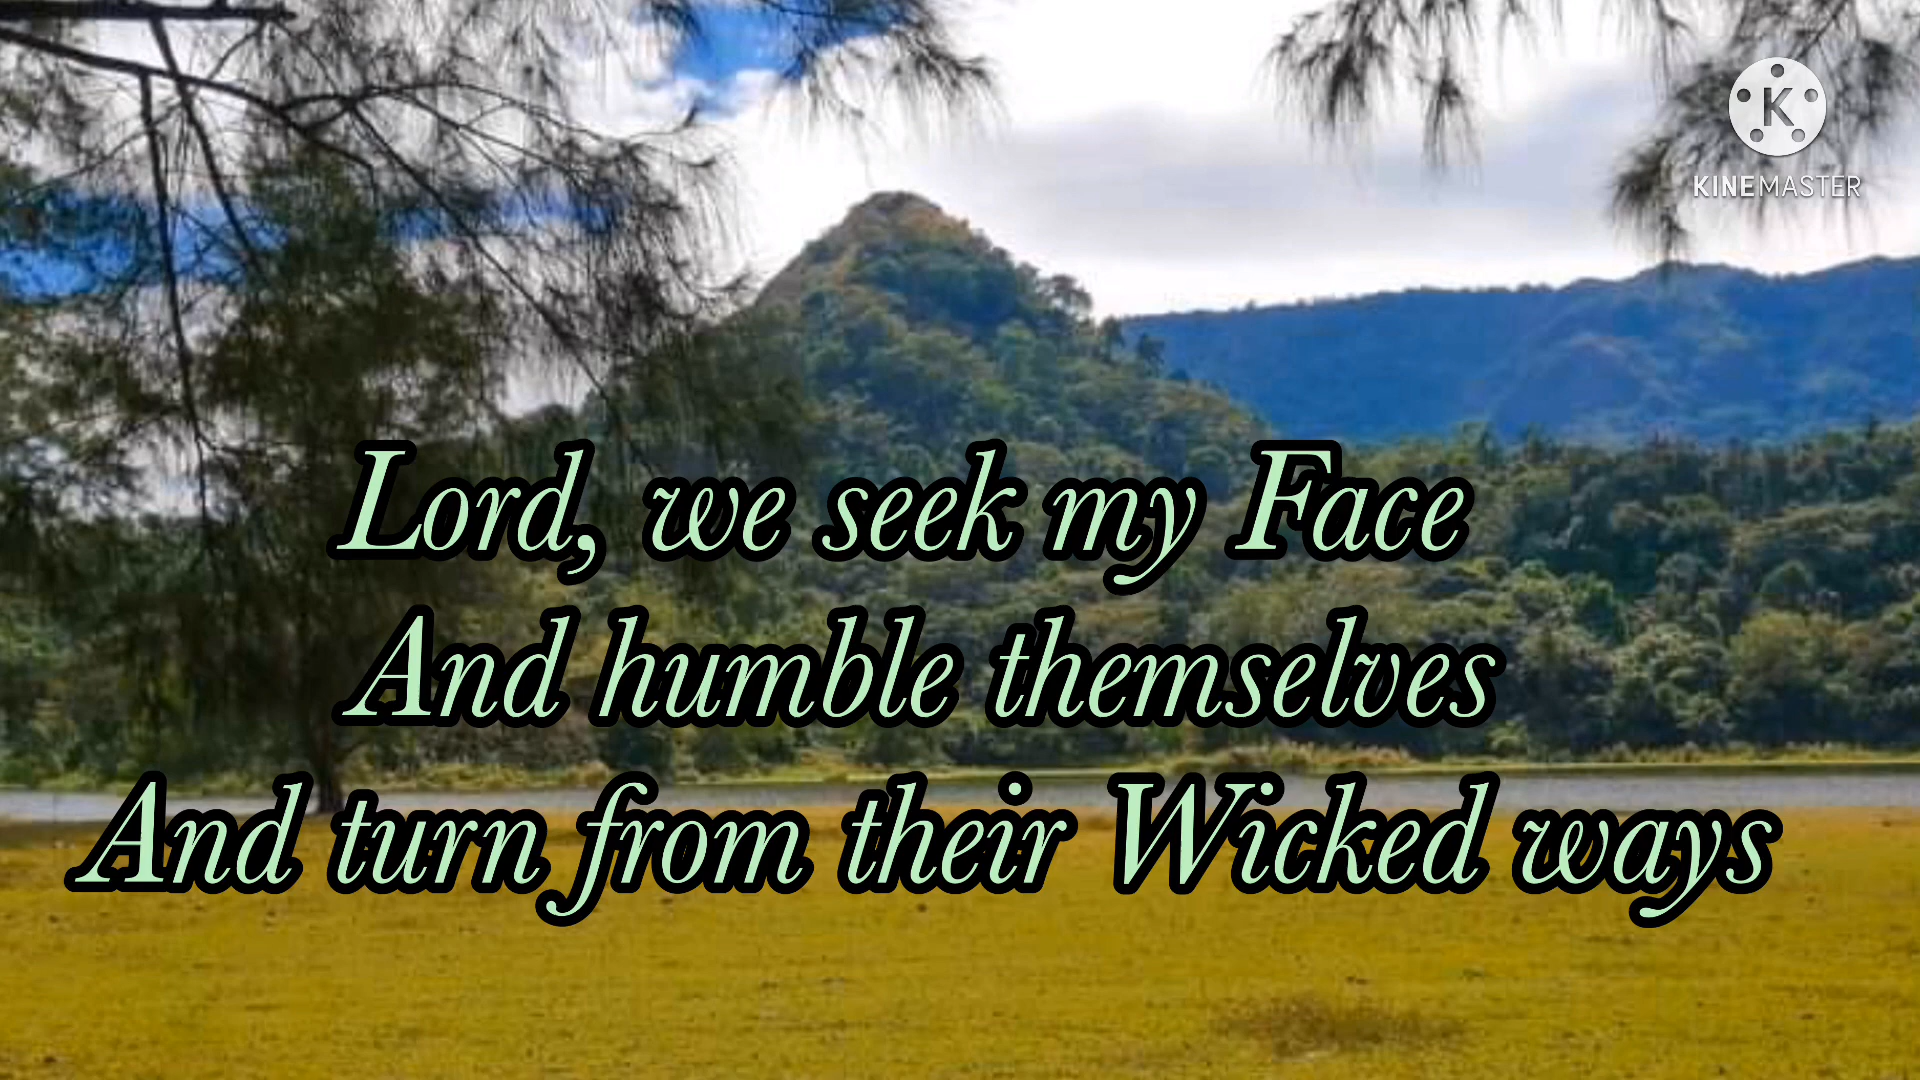 K
KINEMASTER
Lord, we seek my Face
And humble themselves
And turn from their Wicked ways